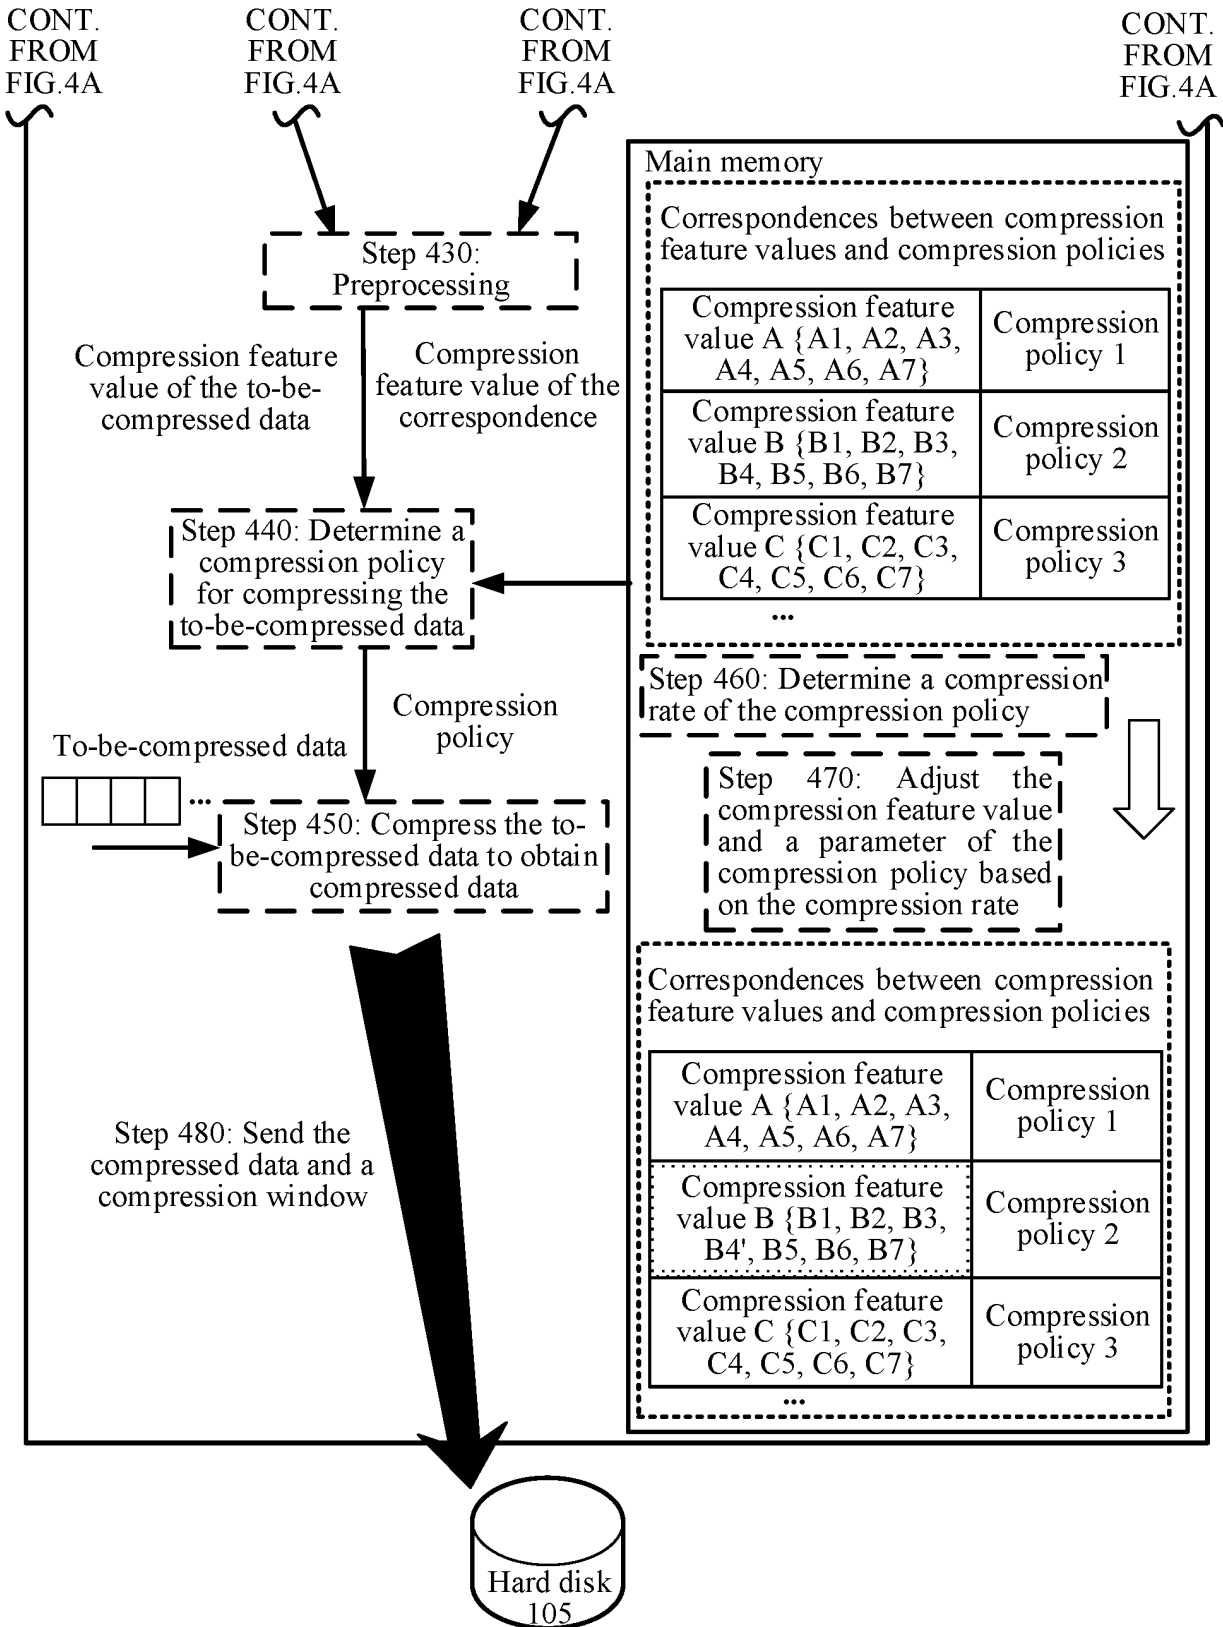 CONT.
FROM
FIG.4A
CONT.
FROM
FIG.4A
CONT.
FROM
FIG.4A
CONT.
FROM
FIG.4A
Main memory
Correspondences between compression
feature values and compression policies
Compression feature
value A {A1, A2, A3,
A4, A5, A6, A7}
Compression
policy 1
Compression feature
value B {B1, B2, B3,
B4, B5, B6, B7}
Compression
policy 2
Compression feature
value C {C1, C2, C3,
C4, C5, C6, C7}
Compression
policy 3
...
Step 430:
Preprocessing
Compression feature
value of the to-be-
compressed data
Compression
feature value of the
correspondence
Step 440: Determine a
compression policy
for compressing the
to-be-compressed data
Compression
policy
To-be-compressed data
...
Step 450: Compress the to-
be-compressed data to obtain
compressed data
Step 460: Determine a compression
rate of the compression policy
Step 470: Adjust the
compression feature value
and a parameter of the
compression policy based
on the compression rate
Correspondences between compression
feature values and compression policies
Compression feature
value A {A1, A2, A3,
A4, A5, A6, A7}
Compression
policy 1
Compression feature
value B {B1, B2, B3,
B4', B5, B6, B7}
Compression
policy 2
Compression feature
value C {C1, C2, C3,
C4, C5, C6, C7}
Compression
policy 3
...
Step 480: Send the
compressed data and a
compression window
Hard disk
105